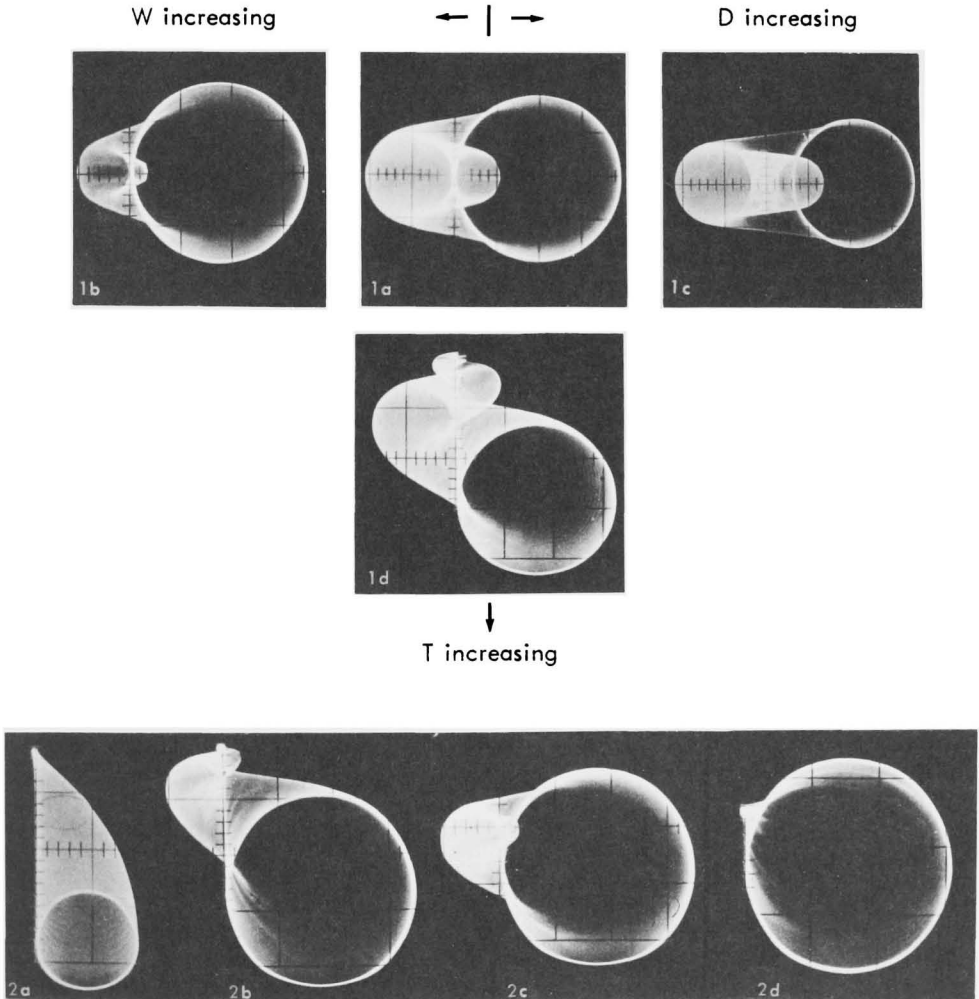 W increasing
D increasing
1b
1a
1c
1d
T increasing
2a
2b
2c
2d